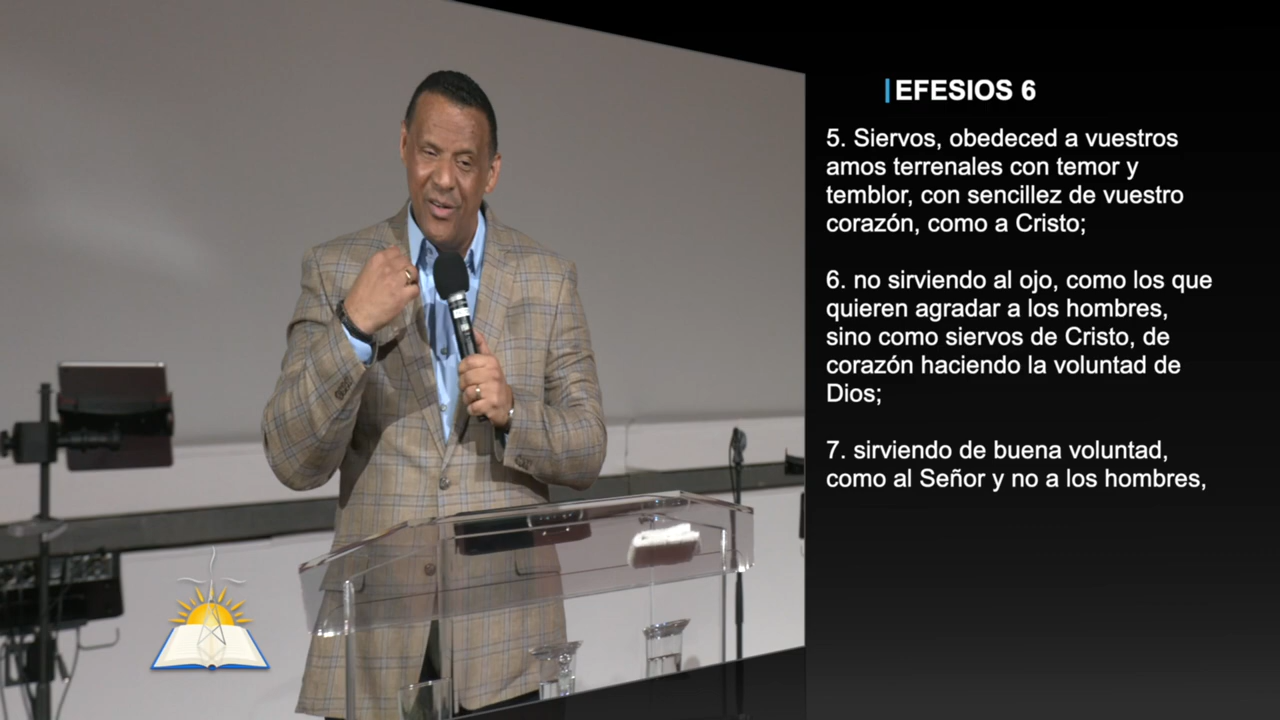 EFESIOS 6
5. Siervos, obedeced a vuestros
amos terrenales con temor y
temblor, con sencillez de vuestro
corazón, como a Cristo;
6. no sirviendo al ojo, como los que
quieren agradar a los hombres,
sino como siervos de Cristo, de
corazón haciendo la voluntad de
Dios;
7. sirviendo de buena voluntad,
como al Señor y no a los hombres,